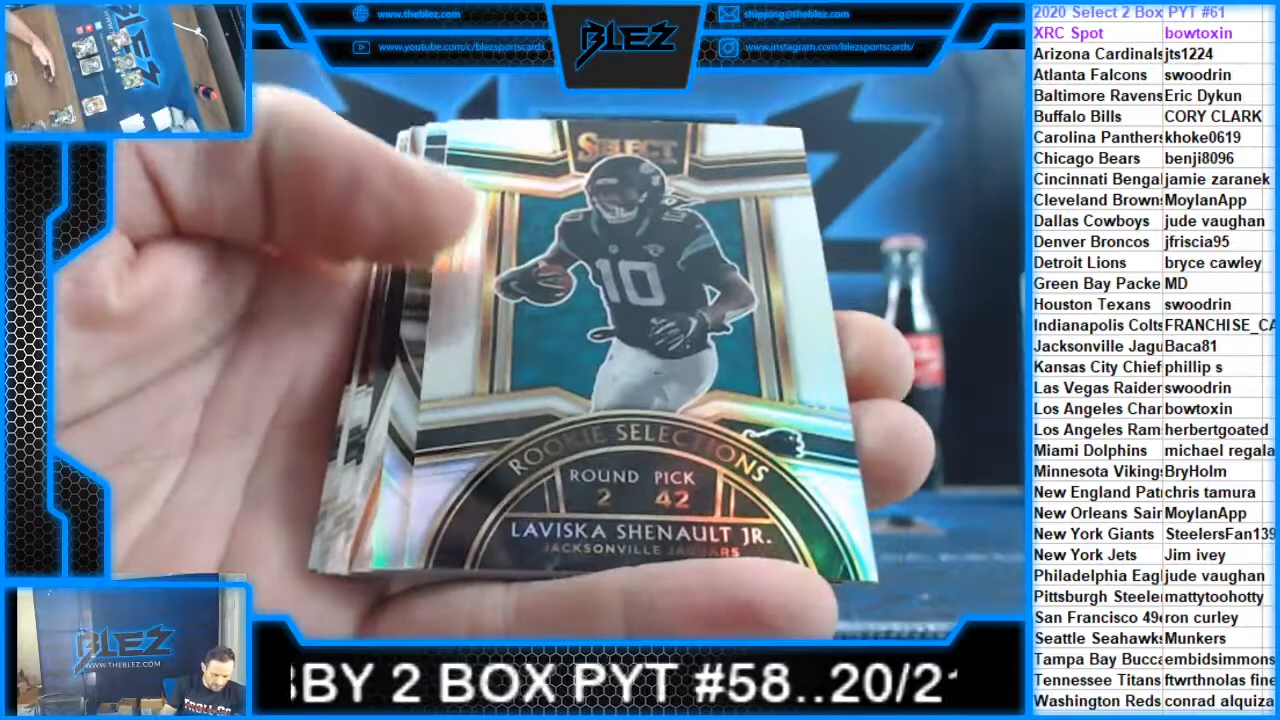 www.theblez.com
shipping@theblez.com
www.youtube.com/c/blezsportscards
www.instagram.com/blezsportscards/
BLEZ
SELECT
10
ROOKIE SELECTIONS
ROUND PICK
2 42
LAVISKA SHENAULT JR.
JACKSONVILLE JAGUARS
BLEZ
WWW.THEBLEZ.COM
BBY 2 BOX PYT #58..20/2
2020 Select 2 Box PYT #61
XRC Spot bowtoxin
Arizona Cardinals jts1224
Atlanta Falcons swoodrin
Baltimore Ravens Eric Dykun
Buffalo Bills CORY CLARK
Carolina Panthers khoke0619
Chicago Bears benji8096
Cincinnati Bengal jamie zaranek
Cleveland Browns MoylanApp
Dallas Cowboys jude vaughan
Denver Broncos jfriscia95
Detroit Lions bryce cawley
Green Bay Packe MD
Houston Texans swoodrin
Indianapolis Colts FRANCHISE_CA
Jacksonville Jagu Baca81
Kansas City Chief phillip s
Las Vegas Raider swoodrin
Los Angeles Char bowtoxin
Los Angeles Ram herbertgoated
Miami Dolphins michael regala
Minnesota Viking BryHolm
New England Pat chris tamura
New Orleans Sain MoylanApp
New York Giants SteelersFan139
New York Jets Jim ivey
Philadelphia Eag jude vaughan
Pittsburgh Steele mattytoohotty
San Francisco 49 ron curley
Seattle Seahawks Munkers
Tampa Bay Bucca embidsimmons
Tennessee Titans ftwrthnolas fine
Washington Reds conrad alquiza